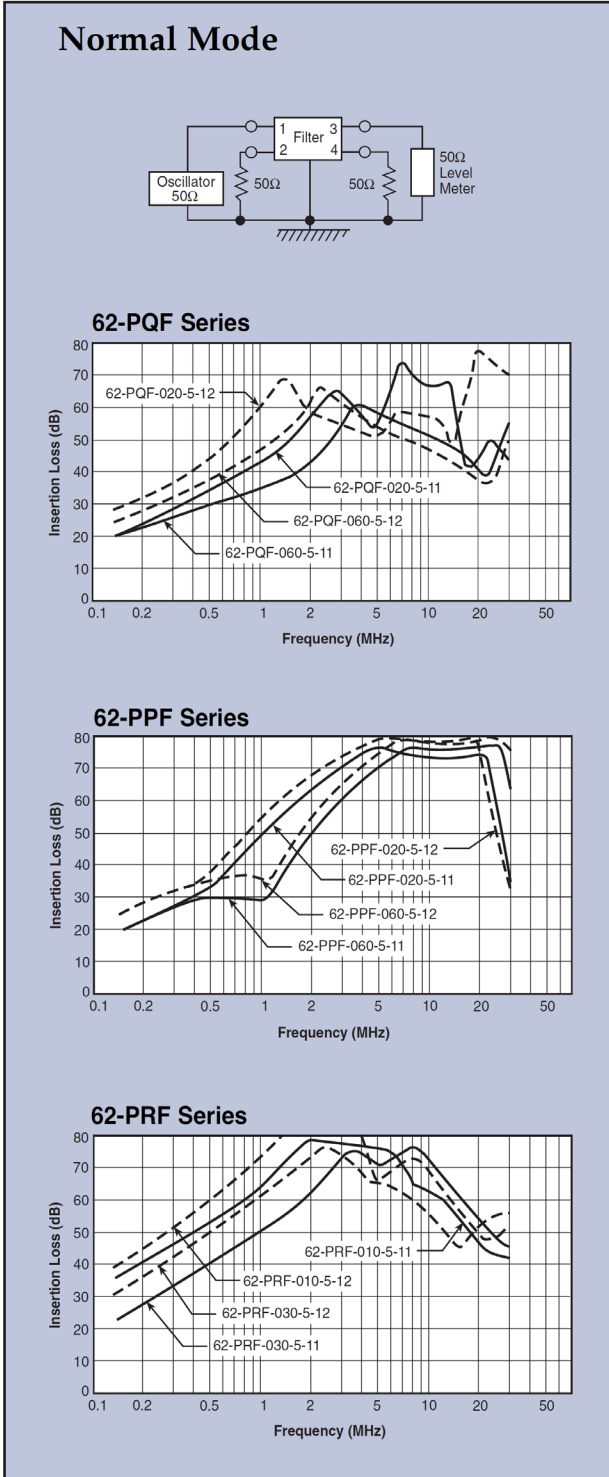 Normal Mode
1 Filter 3
2 4
Oscillator
50Ω
50Ω
50Ω
50Ω
Level
Meter
62-PQF Series
Insertion Loss (dB)
80
70
60
50
40
30
20
10
0
62-PQF-020-5-12
62-PQF-020-5-11
62-PQF-060-5-12
62-PQF-060-5-11
0.1 0.2 0.5 1 2 5 10 20 50
Frequency (MHz)
62-PPF Series
Insertion Loss (dB)
80
70
60
50
40
30
20
10
0
62-PPF-020-5-12
62-PPF-020-5-11
62-PPF-060-5-12
62-PPF-060-5-11
0.1 0.2 0.5 1 2 5 10 20 50
Frequency (MHz)
62-PRF Series
Insertion Loss (dB)
80
70
60
50
40
30
20
10
0
62-PRF-010-5-11
62-PRF-010-5-12
62-PRF-030-5-12
62-PRF-030-5-11
0.1 0.2 0.5 1 2 5 10 20 50
Frequency (MHz)